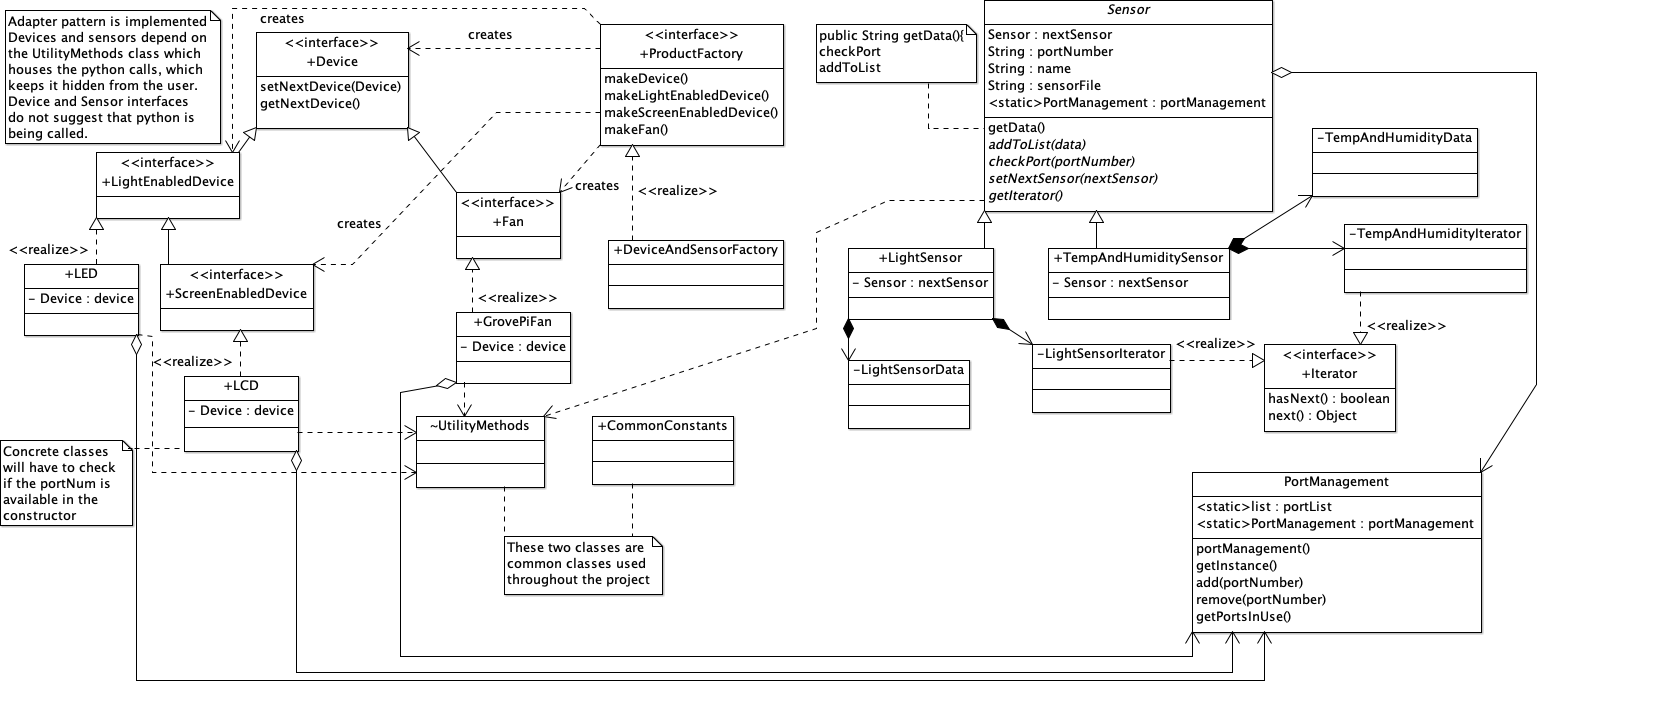 Adapter pattern is implemented
Devices and sensors depend on
the UtilityMethods class which
houses the python calls, which
keeps it hidden from the user.
Device and Sensor interfaces
do not suggest that python is
being called.
creates
<<interface>>
+Device
setNextDevice(Device)
getNextDevice()
creates
<<interface>>
+ProductFactory
makeDevice()
makeLightEnabledDevice()
makeScreenEnabledDevice()
makeFan()
public String getData(){
checkPort
addToList
Sensor
Sensor : nextSensor
String : portNumber
String : name
String : sensorFile
<static>PortManagement : portManagement
getData()
addToList(data)
checkPort(portNumber)
setNextSensor(nextSensor)
getIterator()
-TempAndHumidityData
<<interface>>
+LightEnabledDevice
creates
<<realize>>
<<interface>>
+Fan
creates
-TempAndHumidityIterator
<<realize>>
+DeviceAndSensorFactory
+LightSensor
- Sensor : nextSensor
+TempAndHumiditySensor
- Sensor : nextSensor
+LED
- Device : device
<<interface>>
+ScreenEnabledDevice
<<realize>>
+GrovePiFan
- Device : device
<<realize>>
<<realize>>
<<realize>>
-LightSensorIterator
<<interface>>
+Iterator
hasNext() : boolean
next() : Object
-LightSensorData
+LCD
- Device : device
~UtilityMethods
+CommonConstants
Concrete classes
will have to check
if the portNum is
available in the
constructor
PortManagement
<static>list : portList
<static>PortManagement : portManagement
portManagement()
getInstance()
add(portNumber)
remove(portNumber)
getPortsInUse()
These two classes are
common classes used
throughout the project